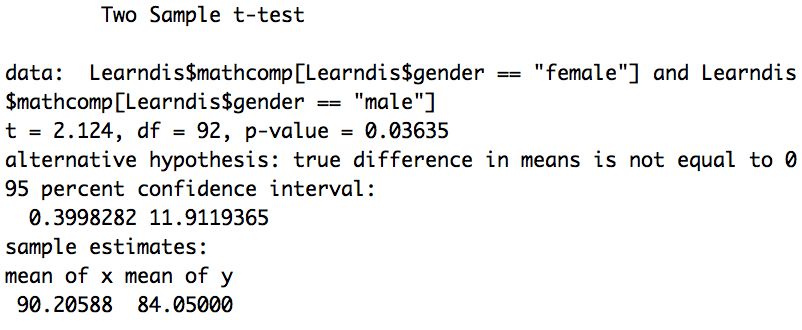 Two Sample t-test
data:  Learndis$mathcomp[Learndis$gender == "female"] and Learndis
$mathcomp[Learndis$gender == "male"]
t = 2.124, df = 92, p-value = 0.03635
alternative hypothesis: true difference in means is not equal to 0
95 percent confidence interval:
0.3998282 11.9119365
sample estimates:
mean of x mean of y
90.20588  84.05000